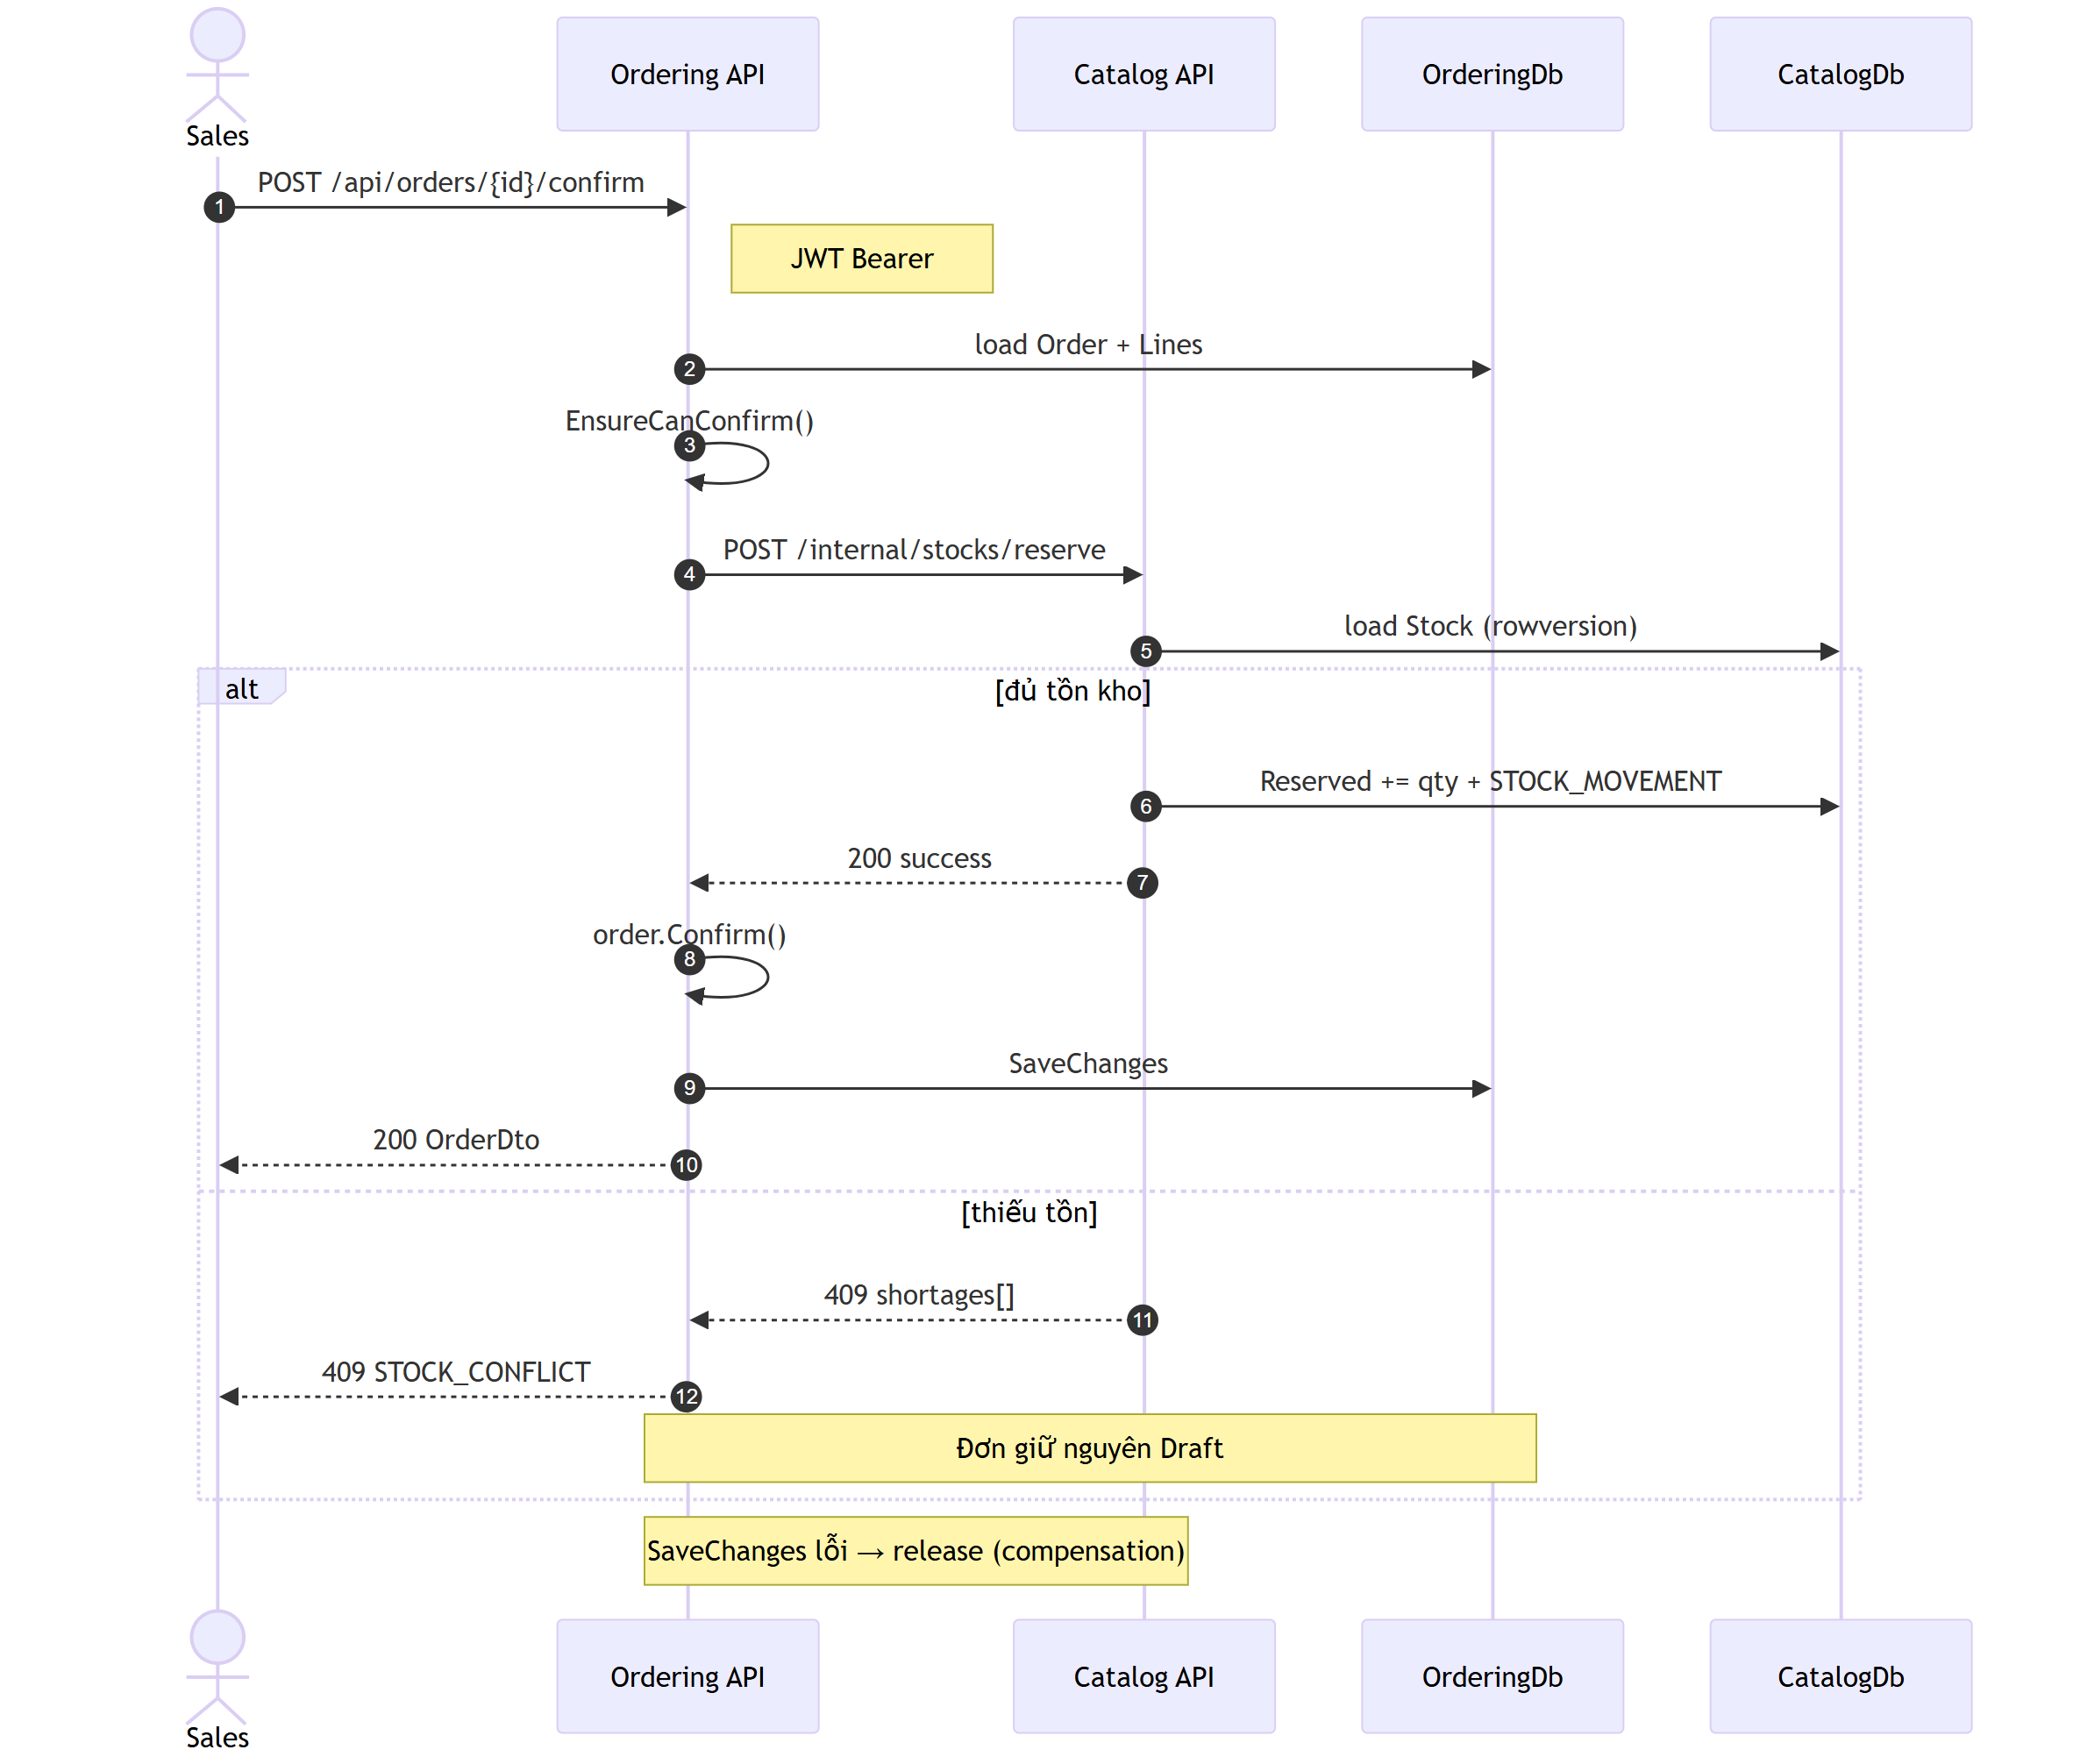 Sales
Ordering API
Catalog API
OrderingDb
CatalogDb
POST /api/orders/{id}/confirm
1
JWT Bearer
load Order + Lines
2
EnsureCanConfirm()
3
POST /internal/stocks/reserve
4
load Stock (rowversion)
5
alt
[đủ tồn kho]
Reserved += qty + STOCK_MOVEMENT
6
200 success
7
order.Confirm()
8
SaveChanges
9
200 OrderDto
10
[thiếu tồn]
409 shortages[]
11
409 STOCK_CONFLICT
12
Đơn giữ nguyên Draft
SaveChanges lỗi → release (compensation)
Ordering API
Catalog API
OrderingDb
CatalogDb
Sales